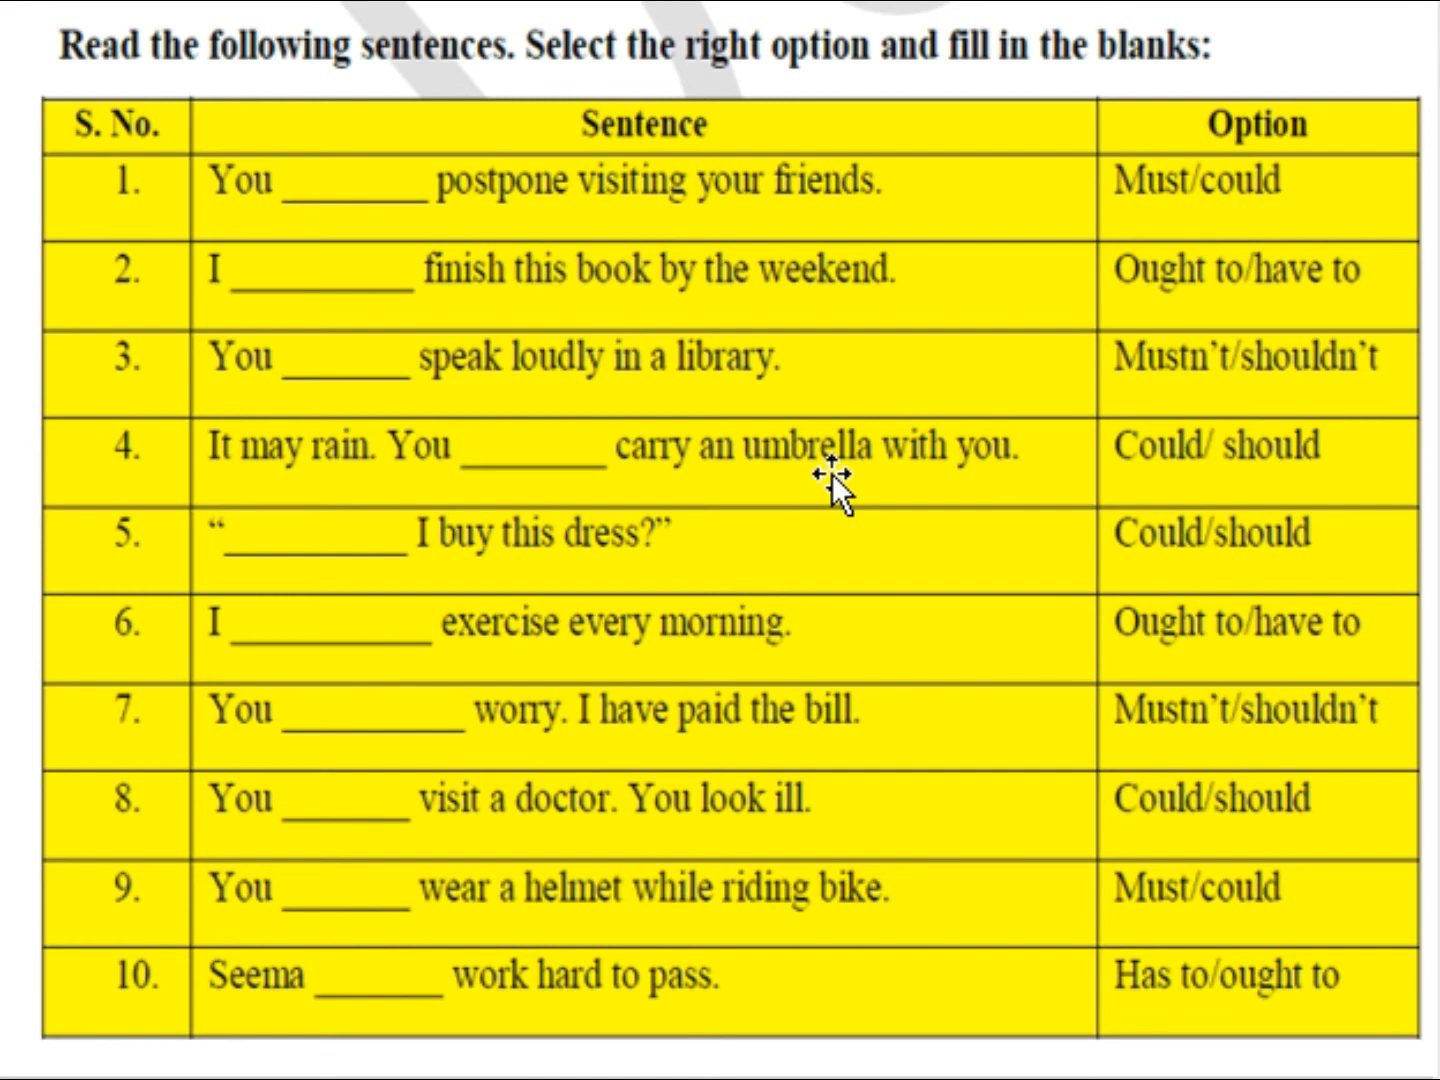 Read the following sentences. Select the right option and fill in the blanks:
S. No. Sentence Option
1. You _______ postpone visiting your friends. Must/could
2. I _________ finish this book by the weekend. Ought to/have to
3. You ______ speak loudly in a library. Mustn’t/shouldn’t
4. It may rain. You _______ carry an umbrella with you. Could/ should
5. “_________ I buy this dress?” Could/should
6. I __________ exercise every morning. Ought to/have to
7. You _________ worry. I have paid the bill. Mustn’t/shouldn’t
8. You ______ visit a doctor. You look ill. Could/should
9. You ______ wear a helmet while riding bike. Must/could
10. Seema ______ work hard to pass. Has to/ought to